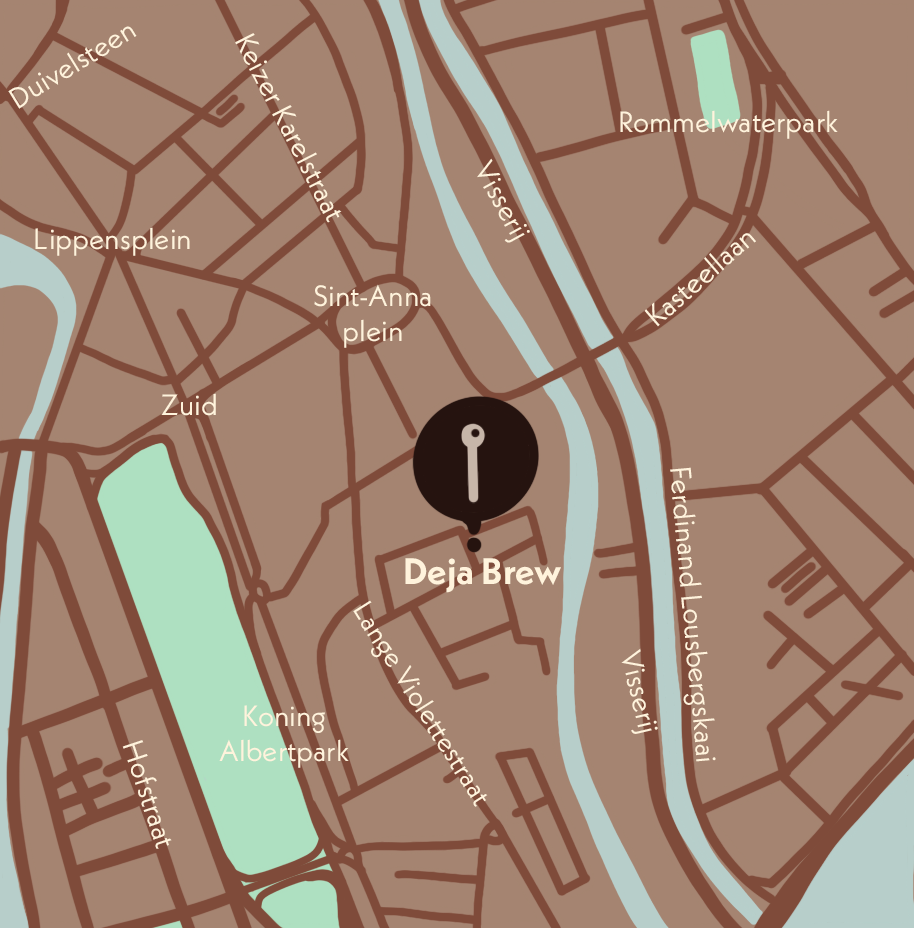 Duivelsteen
Keizer Karelstraat
Rommelwaterpark
Visserij
Lippensplein
Kasteellaan
Sint-Anna
plein
Zuid
Ferdinand Lousbergskaai
Deja Brew
Lange Violettestraat
Visserij
Koning
Albertpark
Hofstraat